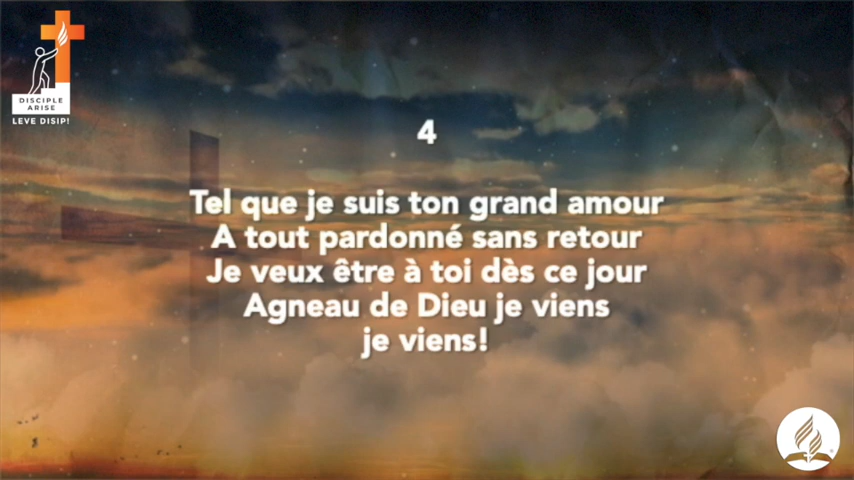 DISCIPLE
ARISE
LEVE DISIP!
4
Tel que je suis ton grand amour
A tout pardonné sans retour
Je veux être à toi dès ce jour
Agneau de Dieu je viens
je viens!